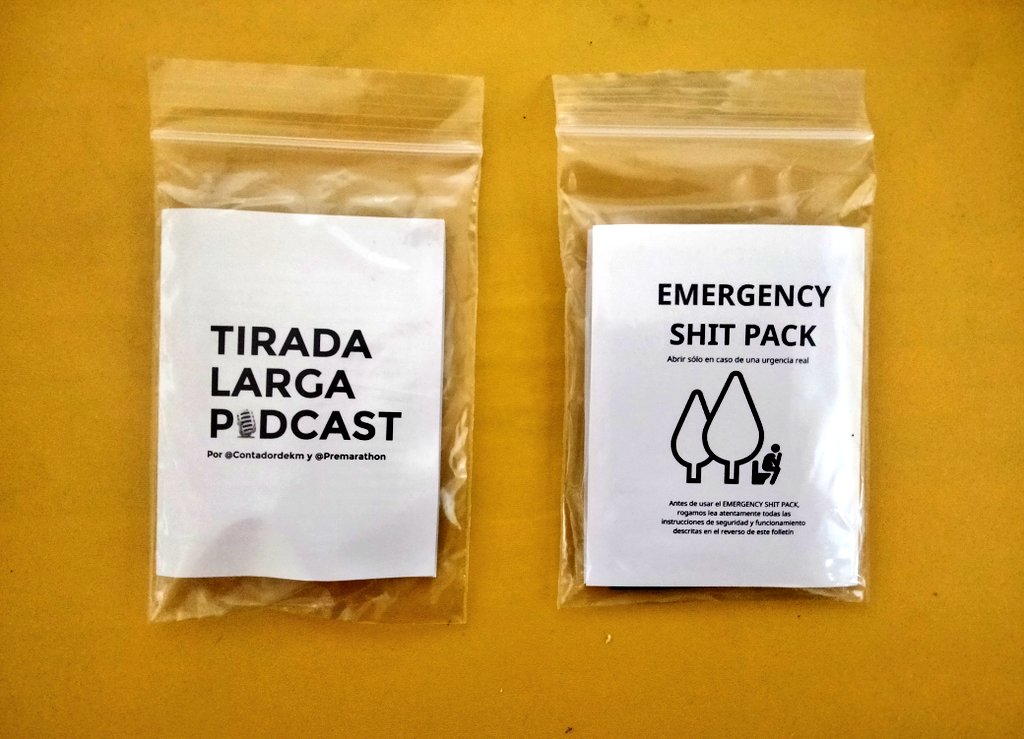 TIRADA
LARGA
PODCAST
Por @Contadordekm y @Premarathon
EMERGENCY
SHIT PACK
Abrir sólo en caso de una urgencia real
Antes de usar el EMERGENCY SHIT PACK,
rogamos lea atentamente todas las
instrucciones de seguridad y funcionamiento
descritas en el reverso de este folletín